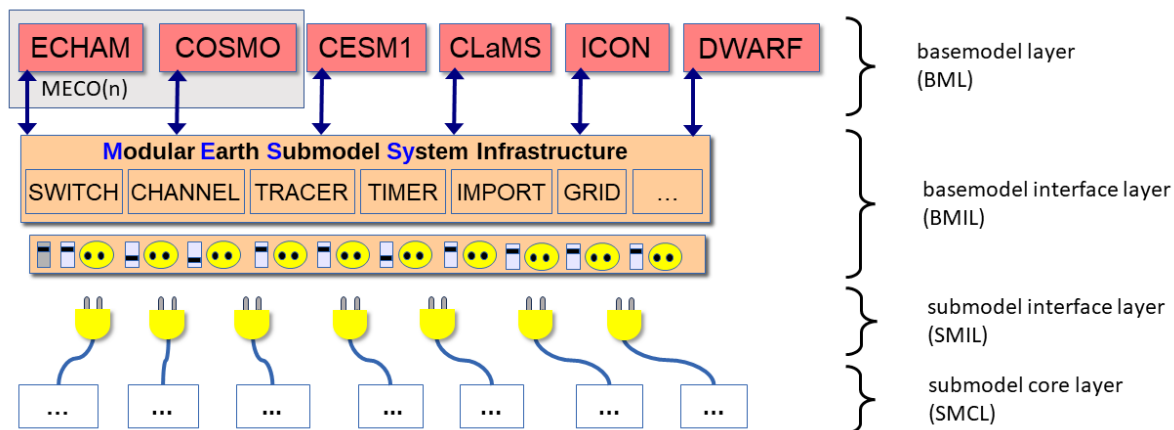 ECHAM COSMO CESM1 CLaMS ICON DWARF
MECO(n)
basemodel layer
(BML)
Modular Earth Submodel System Infrastructure
SWITCH CHANNEL TRACER TIMER IMPORT GRID ...
basemodel interface layer
(BMIL)
submodel interface layer
(SMIL)
... ... ... ... ... ... ...
submodel core layer
(SMCL)